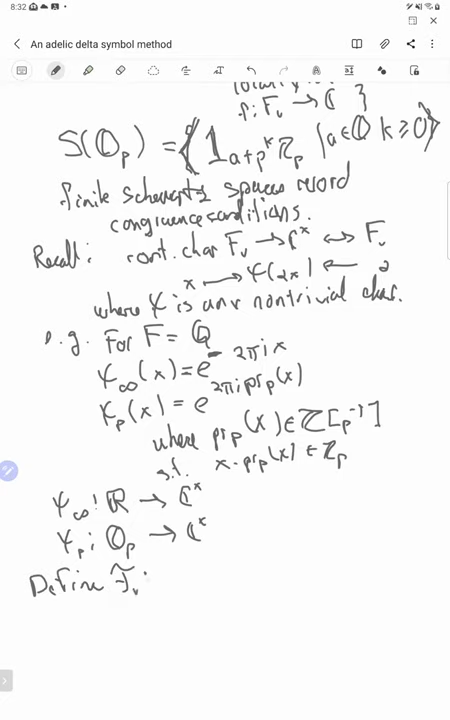 8:32
An adelic delta symbol method
f: F_v → ℂ }
S(ℚ_p) = ⟨ 1_{a+p^k ℤ_p} | a ∈ ℚ k ≥ 0 ⟩
finite schwartz spaces record
congruence conditions.
Recall: cont. char F_v → ℂ^x ↔ F_v
x ↦ ψ(2x) ← 2
where ψ is any nontrivial char.
e.g. For F = ℚ
ψ_∞(x) = e^{-2πix}
ψ_p(x) = e^{2πi pr_p(x)}
where pr_p(x) ∈ ℤ[p^{-1}]
s.t. x - pr_p(x) ∈ ℤ_p
ψ_∞: ℝ → ℂ^x
ψ_p: ℚ_p → ℂ^x
Define ℱ_v: